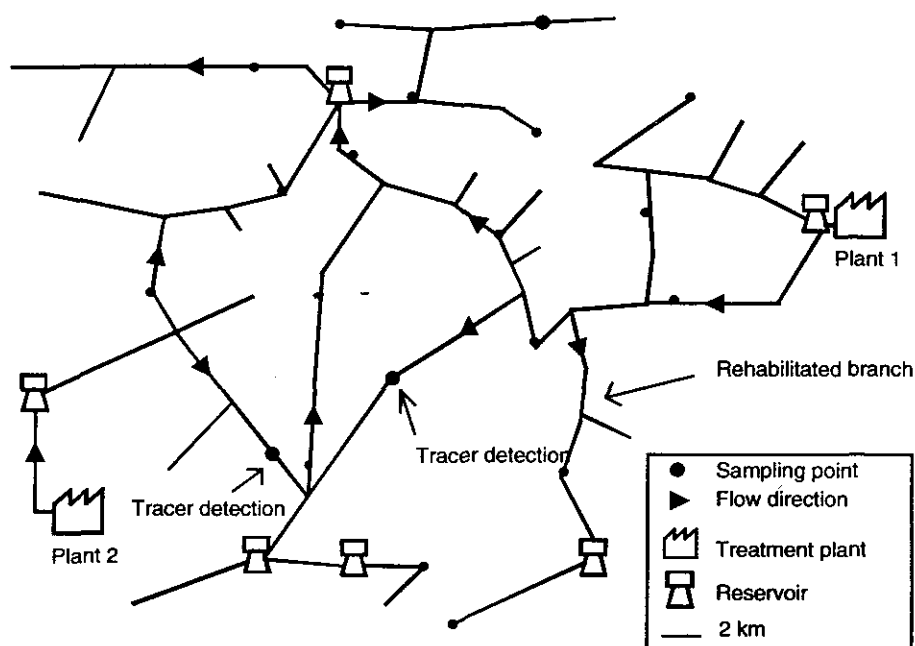 Plant 1
Rehabilitated branch
Tracer detection
Tracer detection
Plant 2
Sampling point
Flow direction
Treatment plant
Reservoir
2 km